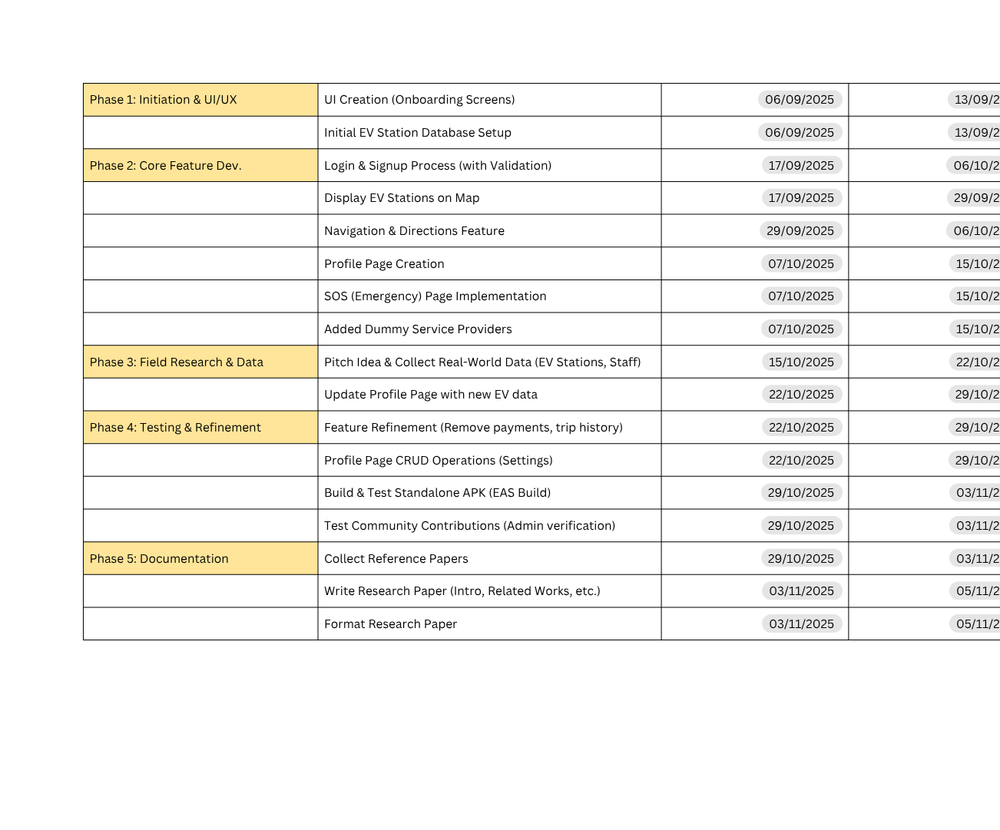 Phase 1: Initiation & UI/UX UI Creation (Onboarding Screens) 06/09/2025 13/09/2
Initial EV Station Database Setup 06/09/2025 13/09/2
Phase 2: Core Feature Dev. Login & Signup Process (with Validation) 17/09/2025 06/10/2
Display EV Stations on Map 17/09/2025 29/09/2
Navigation & Directions Feature 29/09/2025 06/10/2
Profile Page Creation 07/10/2025 15/10/2
SOS (Emergency) Page Implementation 07/10/2025 15/10/2
Added Dummy Service Providers 07/10/2025 15/10/2
Phase 3: Field Research & Data Pitch Idea & Collect Real-World Data (EV Stations, Staff) 15/10/2025 22/10/2
Update Profile Page with new EV data 22/10/2025 29/10/2
Phase 4: Testing & Refinement Feature Refinement (Remove payments, trip history) 22/10/2025 29/10/2
Profile Page CRUD Operations (Settings) 22/10/2025 29/10/2
Build & Test Standalone APK (EAS Build) 29/10/2025 03/11/2
Test Community Contributions (Admin verification) 29/10/2025 03/11/2
Phase 5: Documentation Collect Reference Papers 29/10/2025 03/11/2
Write Research Paper (Intro, Related Works, etc.) 03/11/2025 05/11/2
Format Research Paper 03/11/2025 05/11/2